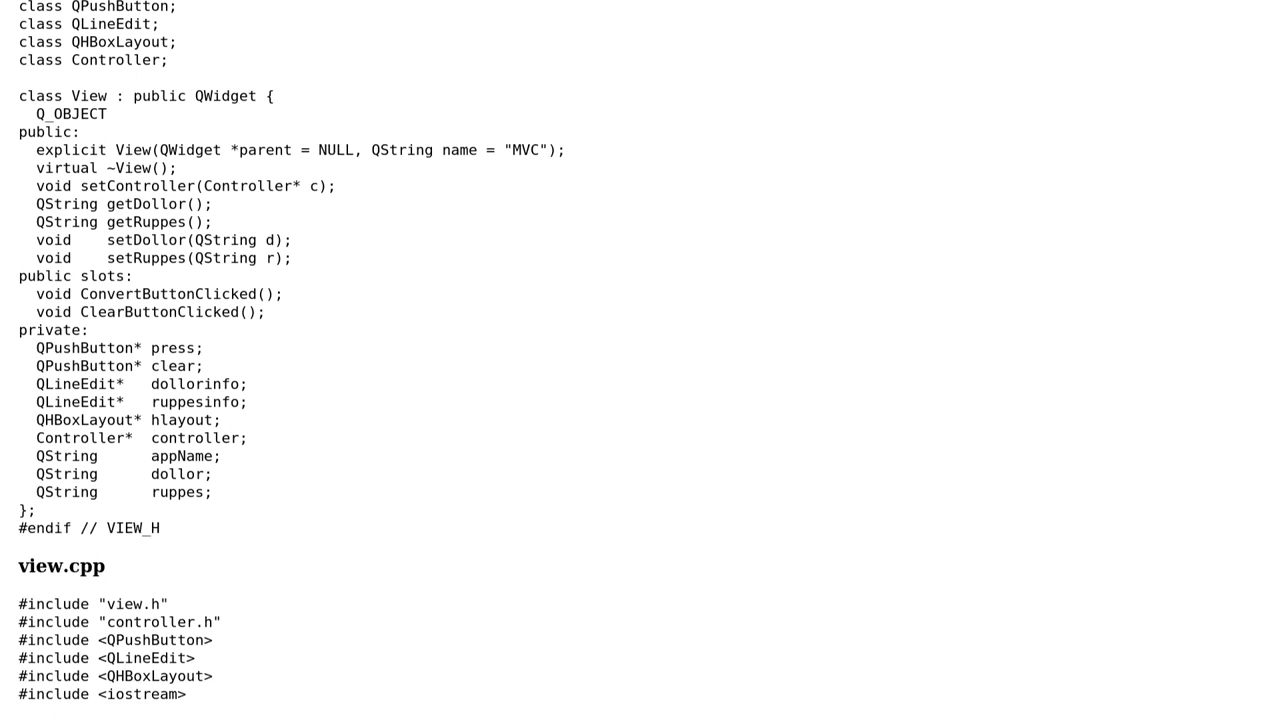 class QPushButton;
class QLineEdit;
class QHBoxLayout;
class Controller;

class View : public QWidget {
  Q_OBJECT
public:
  explicit View(QWidget *parent = NULL, QString name = "MVC");
  virtual ~View();
  void setController(Controller* c);
  QString getDollor();
  QString getRuppes();
  void    setDollor(QString d);
  void    setRuppes(QString r);
public slots:
  void ConvertButtonClicked();
  void ClearButtonClicked();
private:
  QPushButton* press;
  QPushButton* clear;
  QLineEdit*   dollorinfo;
  QLineEdit*   ruppesinfo;
  QHBoxLayout* hlayout;
  Controller*  controller;
  QString      appName;
  QString      dollor;
  QString      ruppes;
};
#endif // VIEW_H

view.cpp

#include "view.h"
#include "controller.h"
#include <QPushButton>
#include <QLineEdit>
#include <QHBoxLayout>
#include <iostream>